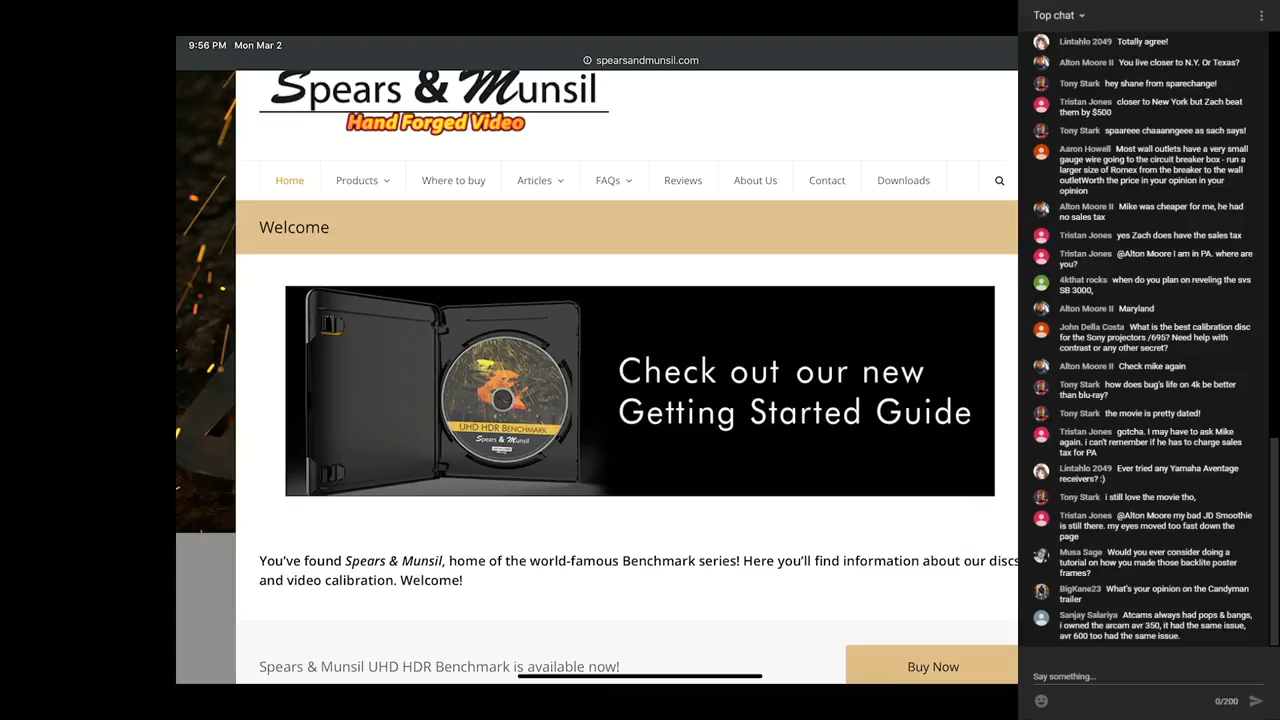 9:56 PM Mon Mar 2
spearsandmunsil.com
Spears & Munsil
Hand Forged Video
Home Products Where to buy Articles FAQs Reviews About Us Contact Downloads
Welcome
Check out our new
Getting Started Guide
UHD HDR BENCHMARK
Spears & Munsil
You've found Spears & Munsil, home of the world-famous Benchmark series! Here you'll find information about our discs
and video calibration. Welcome!
Spears & Munsil UHD HDR Benchmark is available now!
Buy Now
Top chat
Lintahlo 2049 Totally agree!
Alton Moore II You live closer to N.Y. Or Texas?
Tony Stark hey shane from sparechange!
Tristan Jones closer to New York but Zach beat
them by $500
Tony Stark spaareee chaaanngeee as sach says!
Aaron Howell Most wall outlets have a very small
gauge wire going to the circuit breaker box - run a
larger size of Romex from the breaker to the wall
outletWorth the price in your opinion in your
opinion
Alton Moore II Mike was cheaper for me, he had
no sales tax
Tristan Jones yes Zach does have the sales tax
Tristan Jones @Alton Moore I am in PA. where are
you?
4kthat rocks when do you plan on reveling the svs
SB 3000,
Alton Moore II Maryland
John Della Costa What is the best calibration disc
for the Sony projectors /695? Need help with
contrast or any other secret?
Alton Moore II Check mike again
Tony Stark how does bug's life on 4k be better
than blu-ray?
Tony Stark the movie is pretty dated!
Tristan Jones gotcha. I may have to ask Mike
again. i can't remember if he has to charge sales
tax for PA
Lintahlo 2049 Ever tried any Yamaha Aventage
receivers? :)
Tony Stark i still love the movie tho,
Tristan Jones @Alton Moore my bad JD Smoothie
is still there. my eyes moved too fast down the
page
Musa Sage Would you ever consider doing a
tutorial on how you made those backlite poster
frames?
BigKane23 What's your opinion on the Candyman
trailer
Sanjay Salariya Atcams always had pops & bangs,
i owned the arcam avr 350, it had the same issue,
avr 600 too had the same issue.
Say something...
0/200